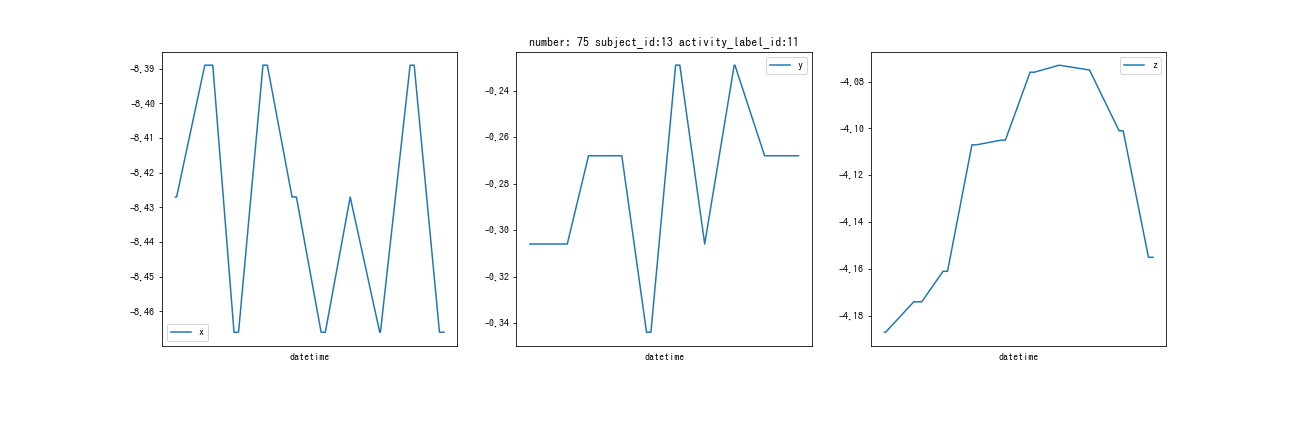 number: 75 subject_id:13 activity_label_id:11
-8.39
-8.40
-8.41
-8.42
-8.43
-8.44
-8.45
-8.46
x
datetime
-0.24
-0.26
-0.28
-0.30
-0.32
-0.34
y
datetime
-4.08
-4.10
-4.12
-4.14
-4.16
-4.18
z
datetime